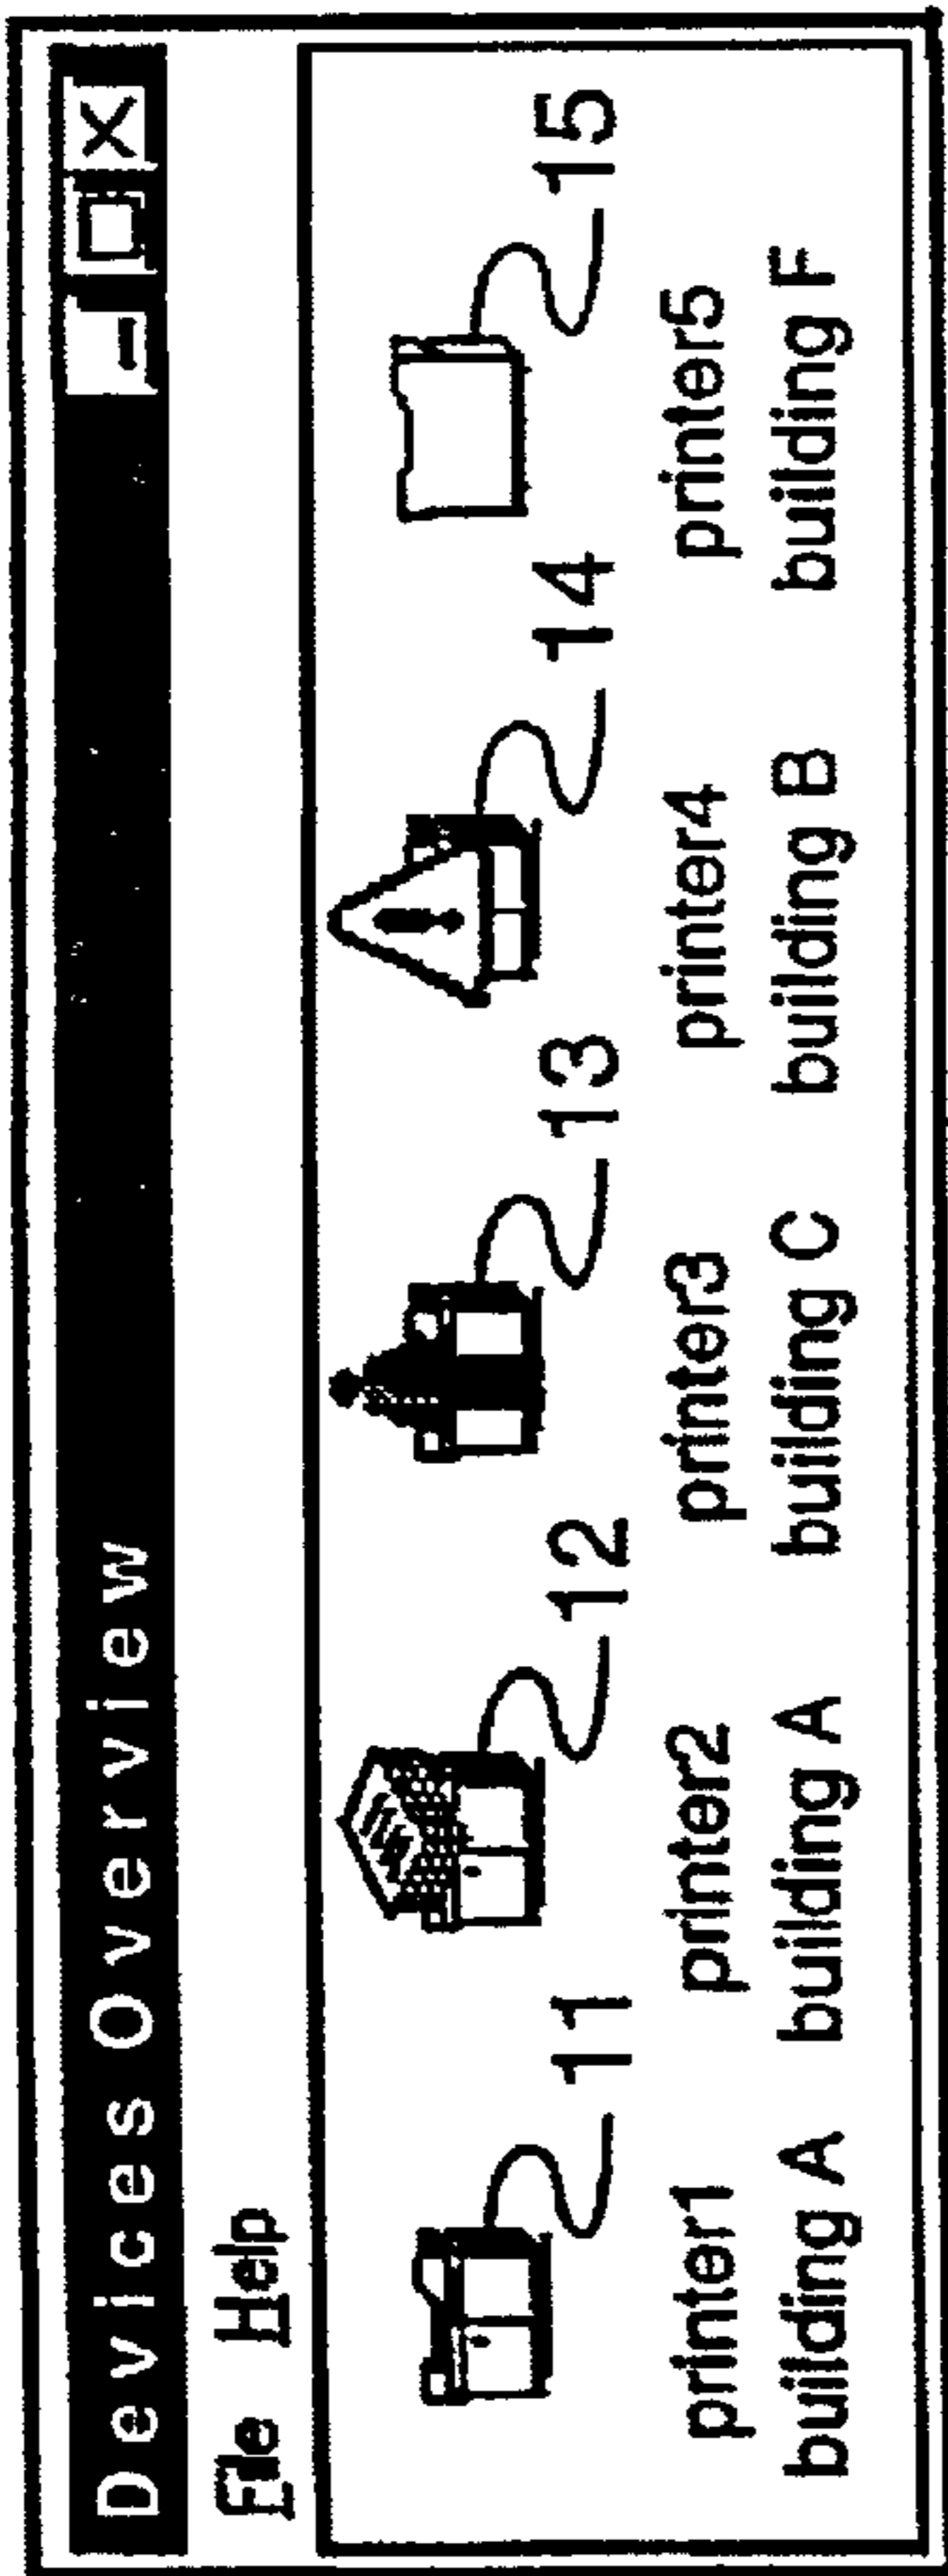 Devices Overview
File Help
11 12 13 14 15
printer1 printer2 printer3 printer4 printer5
building A building A building C building B building F